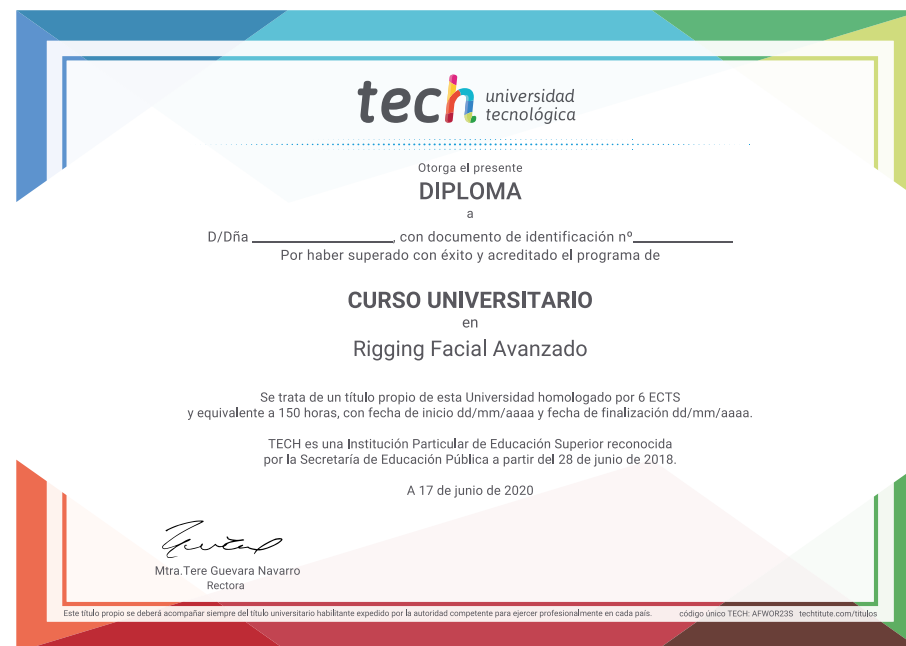 tech universidad
tecnológica
Otorga el presente
DIPLOMA
a
D/Dña ____________________, con documento de identificación nº______________
Por haber superado con éxito y acreditado el programa de
CURSO UNIVERSITARIO
en
Rigging Facial Avanzado
Se trata de un título propio de esta Universidad homologado por 6 ECTS
y equivalente a 150 horas, con fecha de inicio dd/mm/aaaa y fecha de finalización dd/mm/aaaa.
TECH es una Institución Particular de Educación Superior reconocida
por la Secretaría de Educación Pública a partir del 28 de junio de 2018.
A 17 de junio de 2020
Mtra.Tere Guevara Navarro
Rectora
Este título propio se deberá acompañar siempre del título universitario habilitante expedido por la autoridad competente para ejercer profesionalmente en cada país. código único TECH: AFWOR23S techtitute.com/titulos